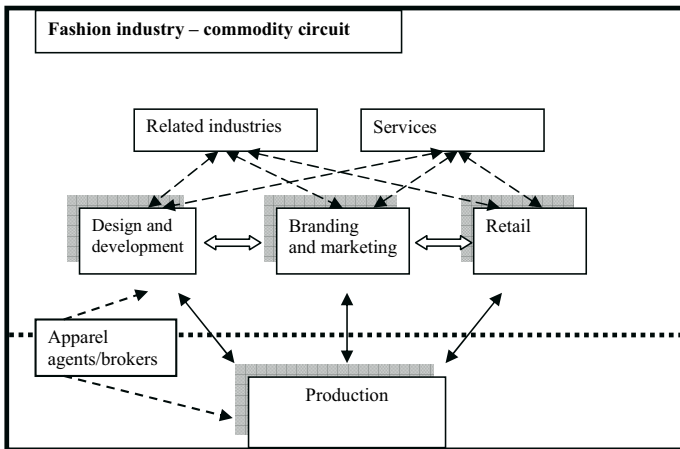 Fashion industry – commodity circuit
Related industries
Services
Design and
development
Branding
and marketing
Retail
Apparel
agents/brokers
Production